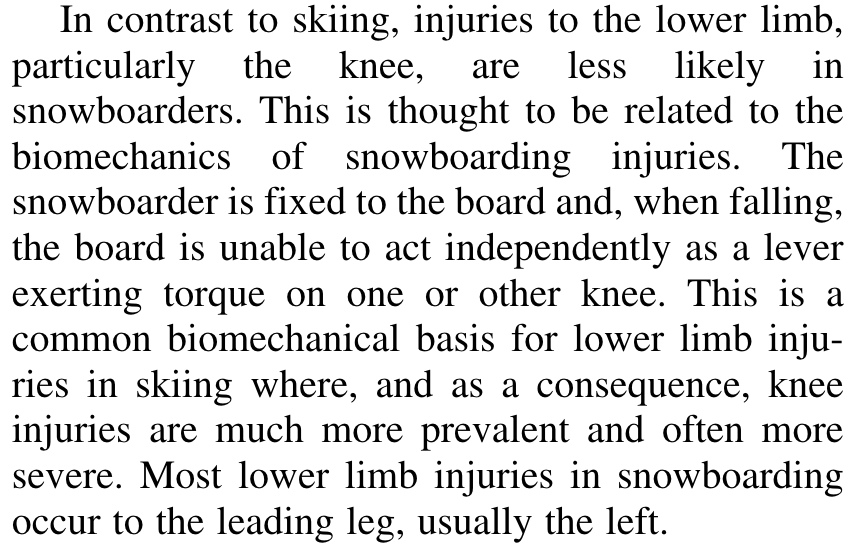 In contrast to skiing, injuries to the lower limb,
particularly the knee, are less likely in
snowboarders. This is thought to be related to the
biomechanics of snowboarding injuries. The
snowboarder is fixed to the board and, when falling,
the board is unable to act independently as a lever
exerting torque on one or other knee. This is a
common biomechanical basis for lower limb inju-
ries in skiing where, and as a consequence, knee
injuries are much more prevalent and often more
severe. Most lower limb injuries in snowboarding
occur to the leading leg, usually the left.